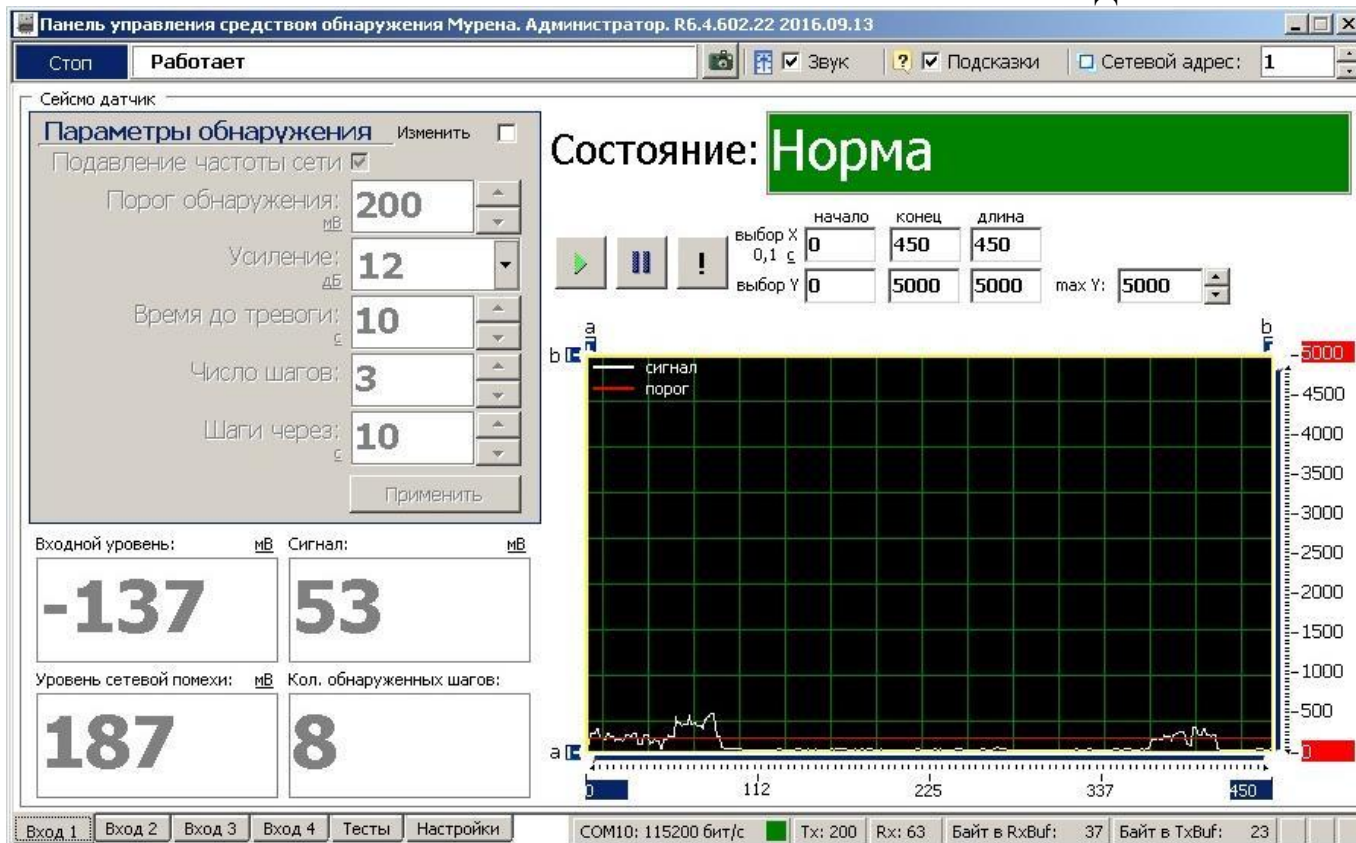 Панель управления средством обнаружения Мурена. Администратор. R6.4.602.22 2016.09.13
Стоп Работает Звук Подсказки Сетевой адрес: 1
Сейсмо датчик
Параметры обнаружения Изменить
Подавление частоты сети
Порог обнаружения: 200
мВ
Усиление: 12
дБ
Время до тревоги: 10
с
Число шагов: 3
Шаги через: 10
с
Применить
Входной уровень: мВ Сигнал: мВ
-137 53
Уровень сетевой помехи: мВ Кол. обнаруженных шагов:
187 8
Состояние: Норма
начало конец длина
выбор X 0 450 450
0,1 с
выбор Y 0 5000 5000 max Y: 5000
a b
b
сигнал
порог
5000
4500
4000
3500
3000
2500
2000
1500
1000
500
0
a
0 112 225 337 450
Вход 1 Вход 2 Вход 3 Вход 4 Тесты Настройки
COM10: 115200 бит/с Tx: 200 Rx: 63 Байт в RxBuf: 37 Байт в TxBuf: 23